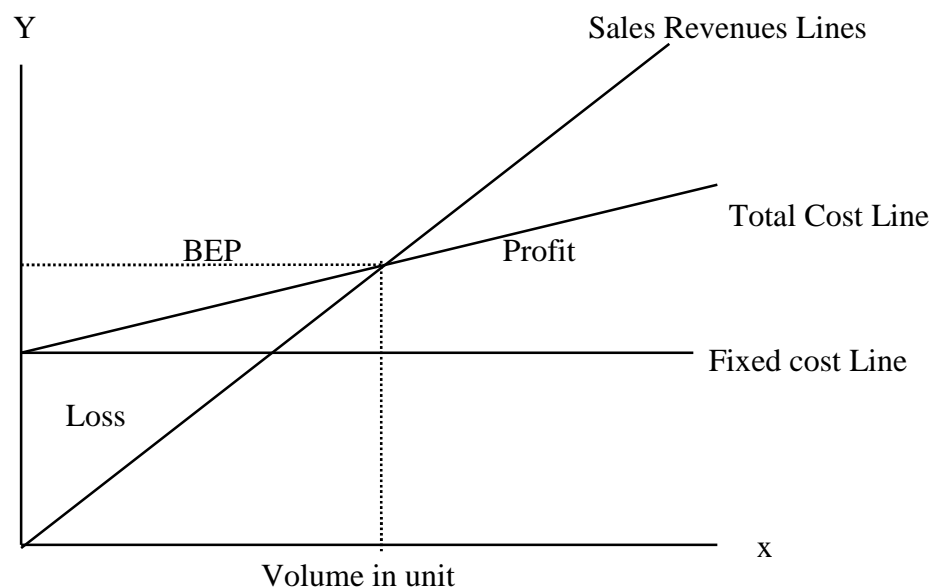 Y
Sales Revenues Lines
Total Cost Line
BEP
Profit
Fixed cost Line
Loss
x
Volume in unit